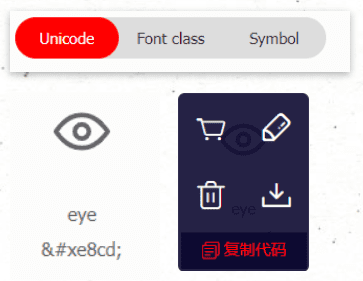 Unicode Font class Symbol
eye
&#xe8cd;
eye
复制代码